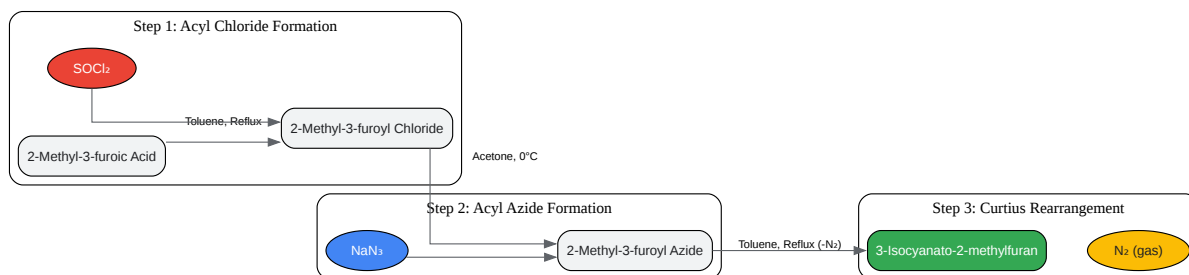 Step 1: Acyl Chloride Formation
SOCl₂
Toluene, Reflux
2-Methyl-3-furoyl Chloride
2-Methyl-3-furoic Acid
Acetone, 0°C
Step 2: Acyl Azide Formation
NaN₃
2-Methyl-3-furoyl Azide
Toluene, Reflux (-N₂)
Step 3: Curtius Rearrangement
3-Isocyanato-2-methylfuran
N₂ (gas)